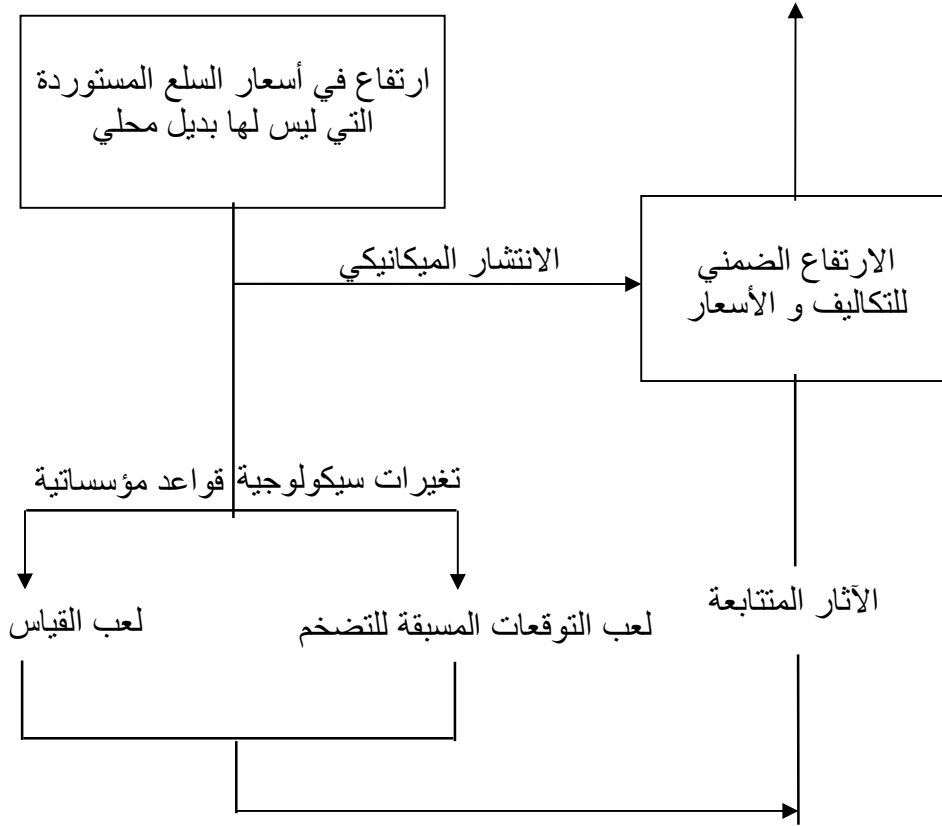 ارتفاع في أسعار السلع المستوردة
التي ليس لها بديل محلي
الارتفاع الضمني
للتكاليف و الأسعار
الانتشار الميكانيكي
تغيرات سيكولوجية
قواعد مؤسساتية
الآثار المتتابعة
لعب التوقعات المسبقة للتضخم
لعب القياس